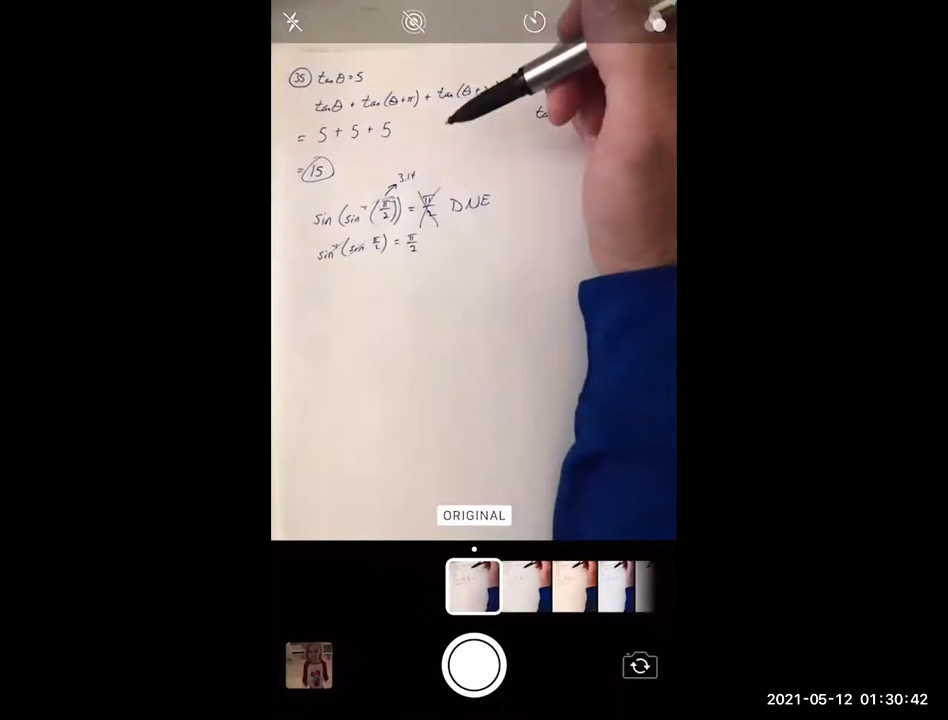 35 tan θ = 5
tan θ + tan(θ+π) + tan(θ+
= 5 + 5 + 5
= 15
3.14
sin(sin⁻¹(π/2)) = π/2 DNE
sin⁻¹(sin π/2) = π/2
ORIGINAL
2021-05-12 01:30:42